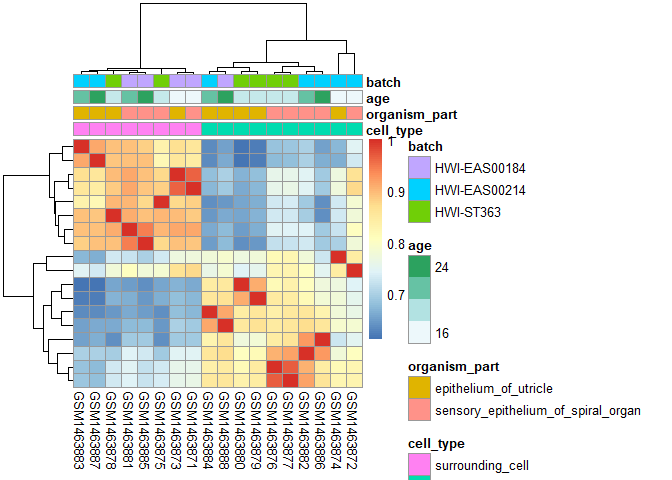 batch
age
organism_part
cell_type
1
0.9
0.8
0.7
batch
HWI-EAS00184
HWI-EAS00214
HWI-ST363
age
24
16
organism_part
epithelium_of_utricle
sensory_epithelium_of_spiral_organ
cell_type
surrounding_cell
GSM1463883
GSM1463887
GSM1463878
GSM1463881
GSM1463885
GSM1463875
GSM1463873
GSM1463871
GSM1463884
GSM1463888
GSM1463880
GSM1463879
GSM1463876
GSM1463877
GSM1463882
GSM1463886
GSM1463874
GSM1463872